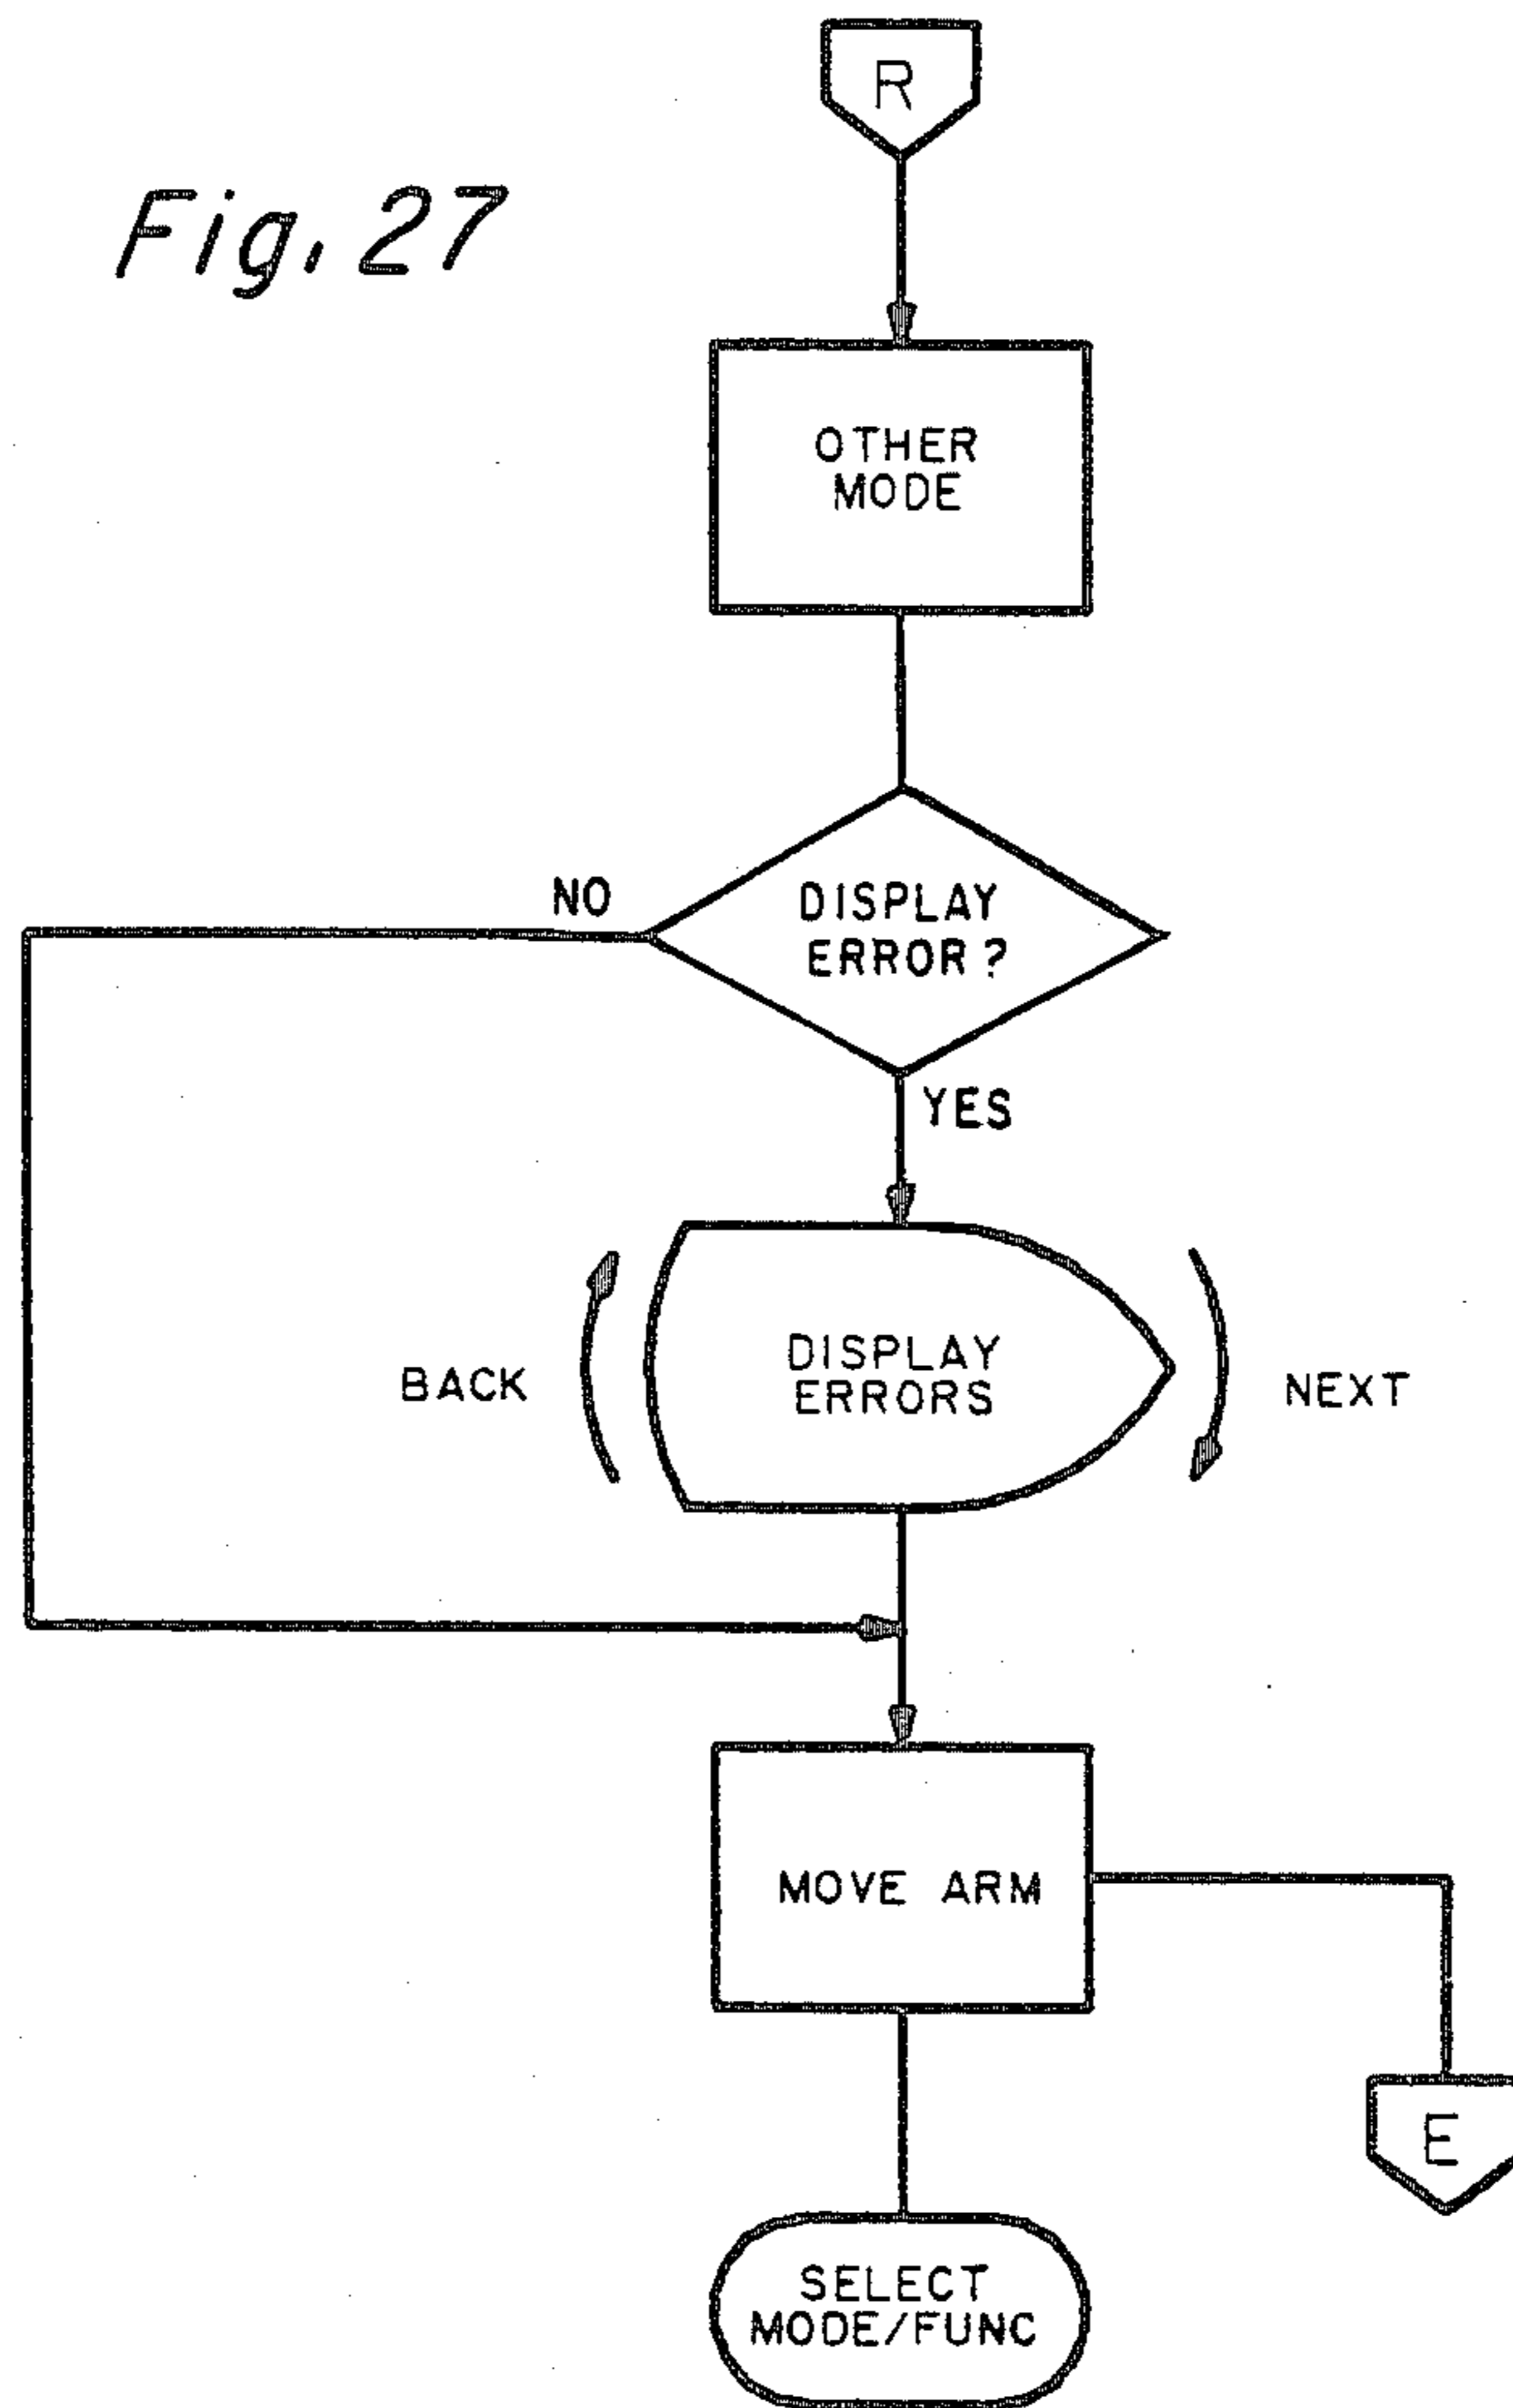 R
Fig. 27
OTHER
MODE
NO
DISPLAY
ERROR?
YES
BACK
DISPLAY
ERRORS
NEXT
MOVE ARM
E
SELECT
MODE/FUNC